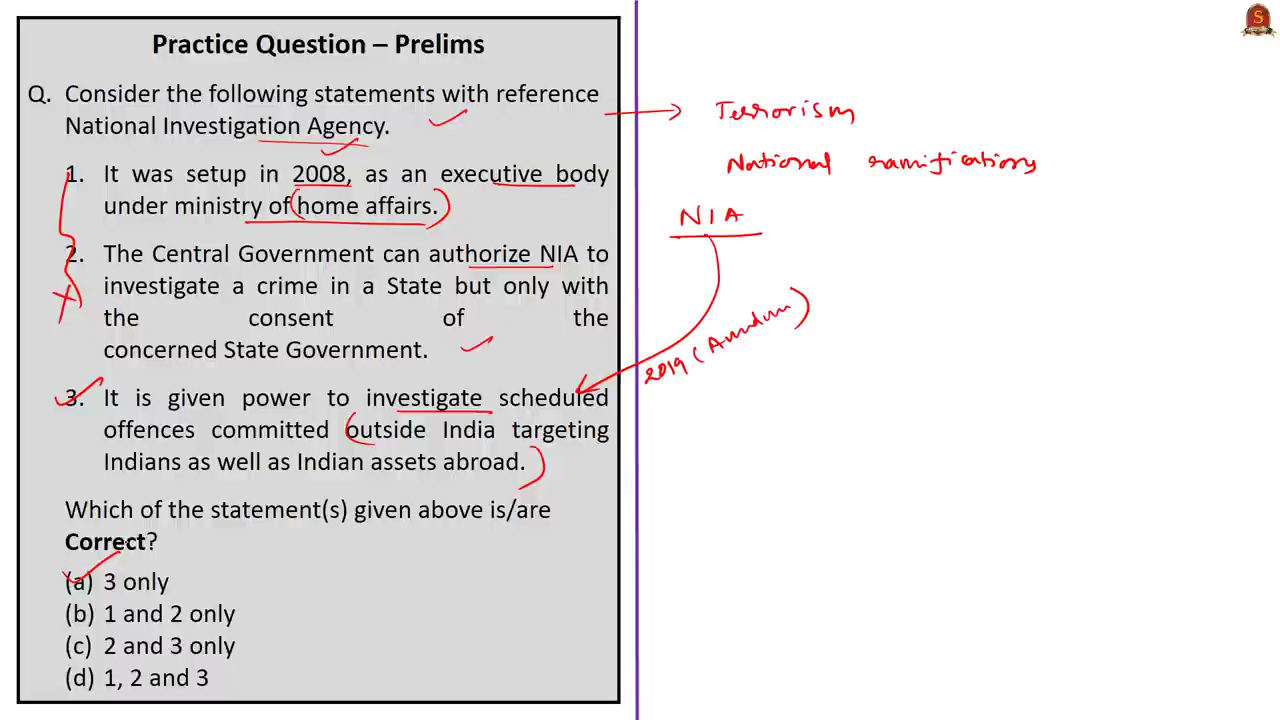 Practice Question – Prelims
Q. Consider the following statements with reference
National Investigation Agency.
1. It was setup in 2008, as an executive body
under ministry of home affairs.
2. The Central Government can authorize NIA to
investigate a crime in a State but only with
the consent of the
concerned State Government.
3. It is given power to investigate scheduled
offences committed outside India targeting
Indians as well as Indian assets abroad.
Which of the statement(s) given above is/are
Correct?
(a) 3 only
(b) 1 and 2 only
(c) 2 and 3 only
(d) 1, 2 and 3
Terrorism
National ramifications
NIA
2019
S